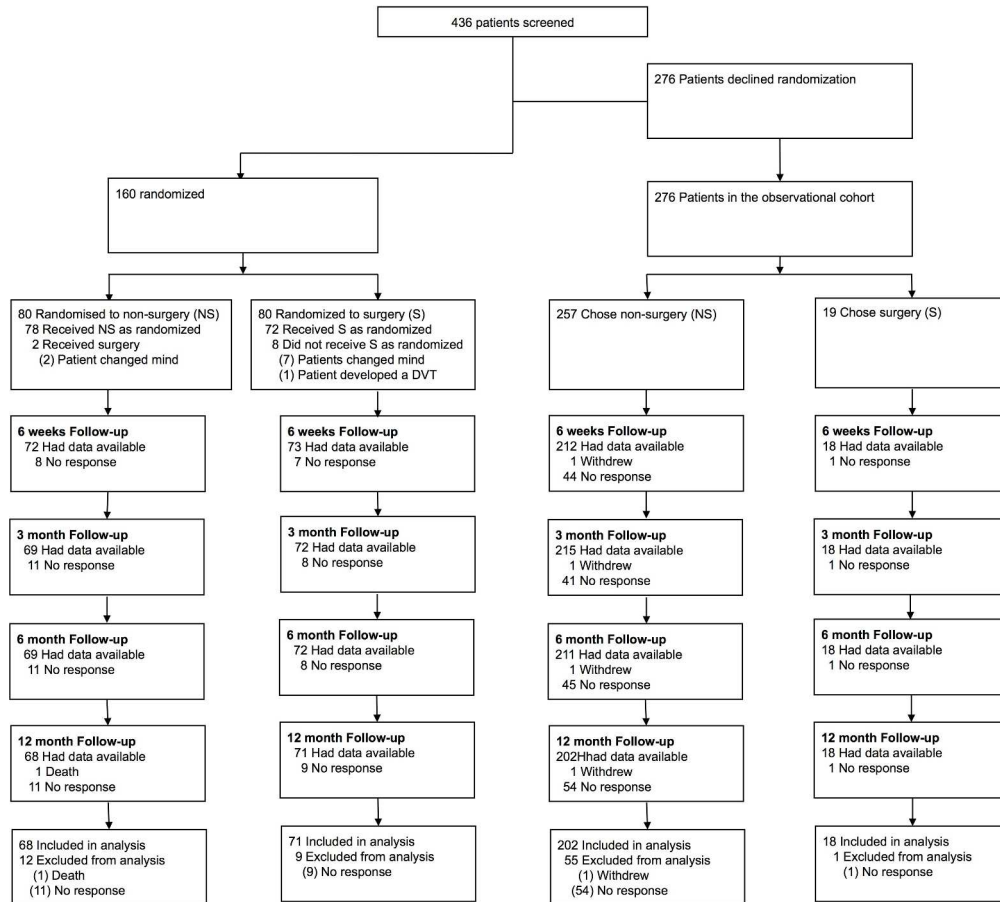 436 patients screened
276 Patients declined randomization
160 randomized
276 Patients in the observational cohort
80 Randomised to non-surgery (NS)
78 Received NS as randomized
2 Received surgery
(2) Patient changed mind
80 Randomized to surgery (S)
72 Received S as randomized
8 Did not receive S as randomized
(7) Patients changed mind
(1) Patient developed a DVT
257 Chose non-surgery (NS)
19 Chose surgery (S)
6 weeks Follow-up
72 Had data available
8 No response
6 weeks Follow-up
73 Had data available
7 No response
6 weeks Follow-up
212 Had data available
1 Withdrew
44 No response
6 weeks Follow-up
18 Had data available
1 No response
3 month Follow-up
69 Had data available
11 No response
3 month Follow-up
72 Had data available
8 No response
3 month Follow-up
215 Had data available
1 Withdrew
41 No response
3 month Follow-up
18 Had data available
1 No response
6 month Follow-up
69 Had data available
11 No response
6 month Follow-up
72 Had data available
8 No response
6 month Follow-up
211 Had data available
1 Withdrew
45 No response
6 month Follow-up
18 Had data available
1 No response
12 month Follow-up
68 Had data available
1 Death
11 No response
12 month Follow-up
71 Had data available
9 No response
12 month Follow-up
202Hhad data available
1 Withdrew
54 No response
12 month Follow-up
18 Had data available
1 No response
68 Included in analysis
12 Excluded from analysis
(1) Death
(11) No response
71 Included in analysis
9 Excluded from analysis
(9) No response
202 Included in analysis
55 Excluded from analysis
(1) Withdrew
(54) No response
18 Included in analysis
1 Excluded from analysis
(1) No response